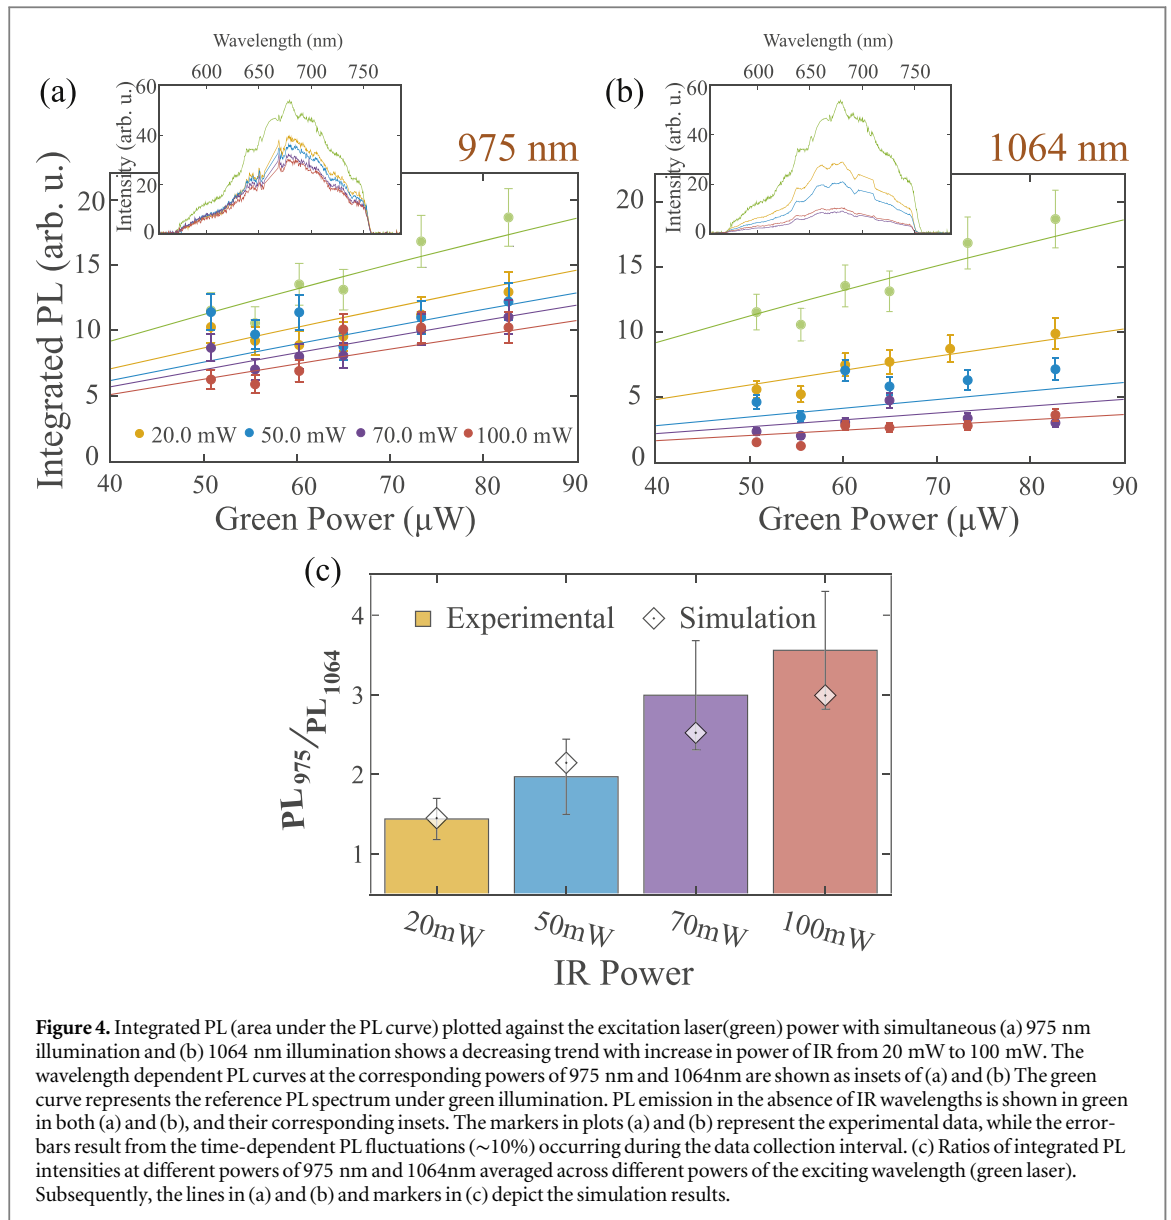 Wavelength (nm)
600 650 700 750
(a)
60
40
20
0
Intensity (arb. u.)
975 nm
Integrated PL (arb. u.)
20
15
10
5
0
20.0 mW 50.0 mW 70.0 mW 100.0 mW
40 50 60 70 80 90
Green Power (μW)
Wavelength (nm)
600 650 700 750
(b)
60
40
20
0
Intensity (arb. u.)
1064 nm
20
15
10
5
0
40 50 60 70 80 90
Green Power (μW)
(c)
Experimental Simulation
PL975/PL1064
4
3
2
1
20mW 50mW 70mW 100mW
IR Power
Figure 4. Integrated PL (area under the PL curve) plotted against the excitation laser(green) power with simultaneous (a) 975 nm
illumination and (b) 1064 nm illumination shows a decreasing trend with increase in power of IR from 20 mW to 100 mW. The
wavelength dependent PL curves at the corresponding powers of 975 nm and 1064nm are shown as insets of (a) and (b) The green
curve represents the reference PL spectrum under green illumination. PL emission in the absence of IR wavelengths is shown in green
in both (a) and (b), and their corresponding insets. The markers in plots (a) and (b) represent the experimental data, while the error-
bars result from the time-dependent PL fluctuations (~10%) occurring during the data collection interval. (c) Ratios of integrated PL
intensities at different powers of 975 nm and 1064nm averaged across different powers of the exciting wavelength (green laser).
Subsequently, the lines in (a) and (b) and markers in (c) depict the simulation results.